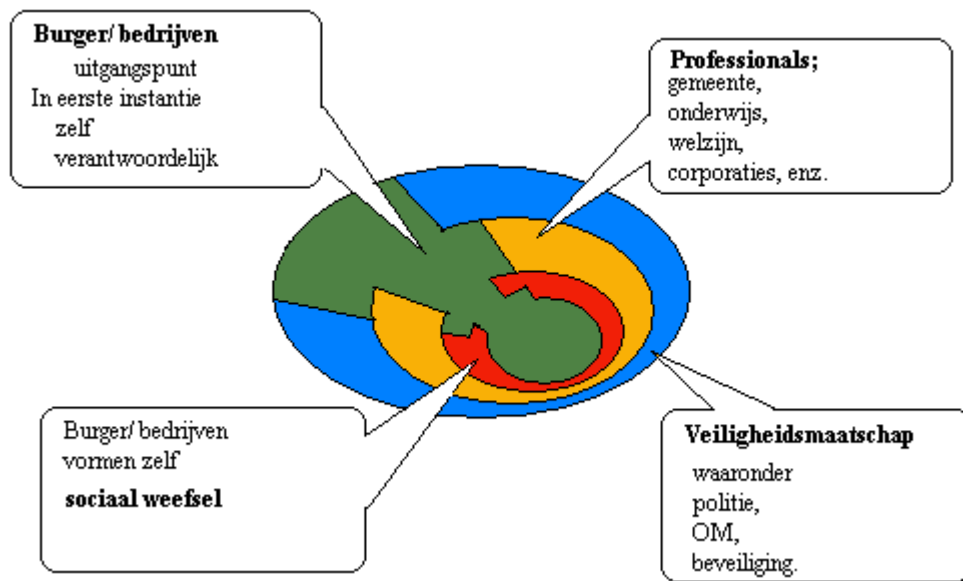 Burger/ bedrijven
uitgangspunt
In eerste instantie
zelf
verantwoordelijk
Professionals;
gemeente,
onderwijs,
welzijn,
corporaties, enz.
Burger/ bedrijven
vormen zelf
sociaal weefsel
Veiligheidsmaatschap
waaronder
politie,
OM,
beveiliging.